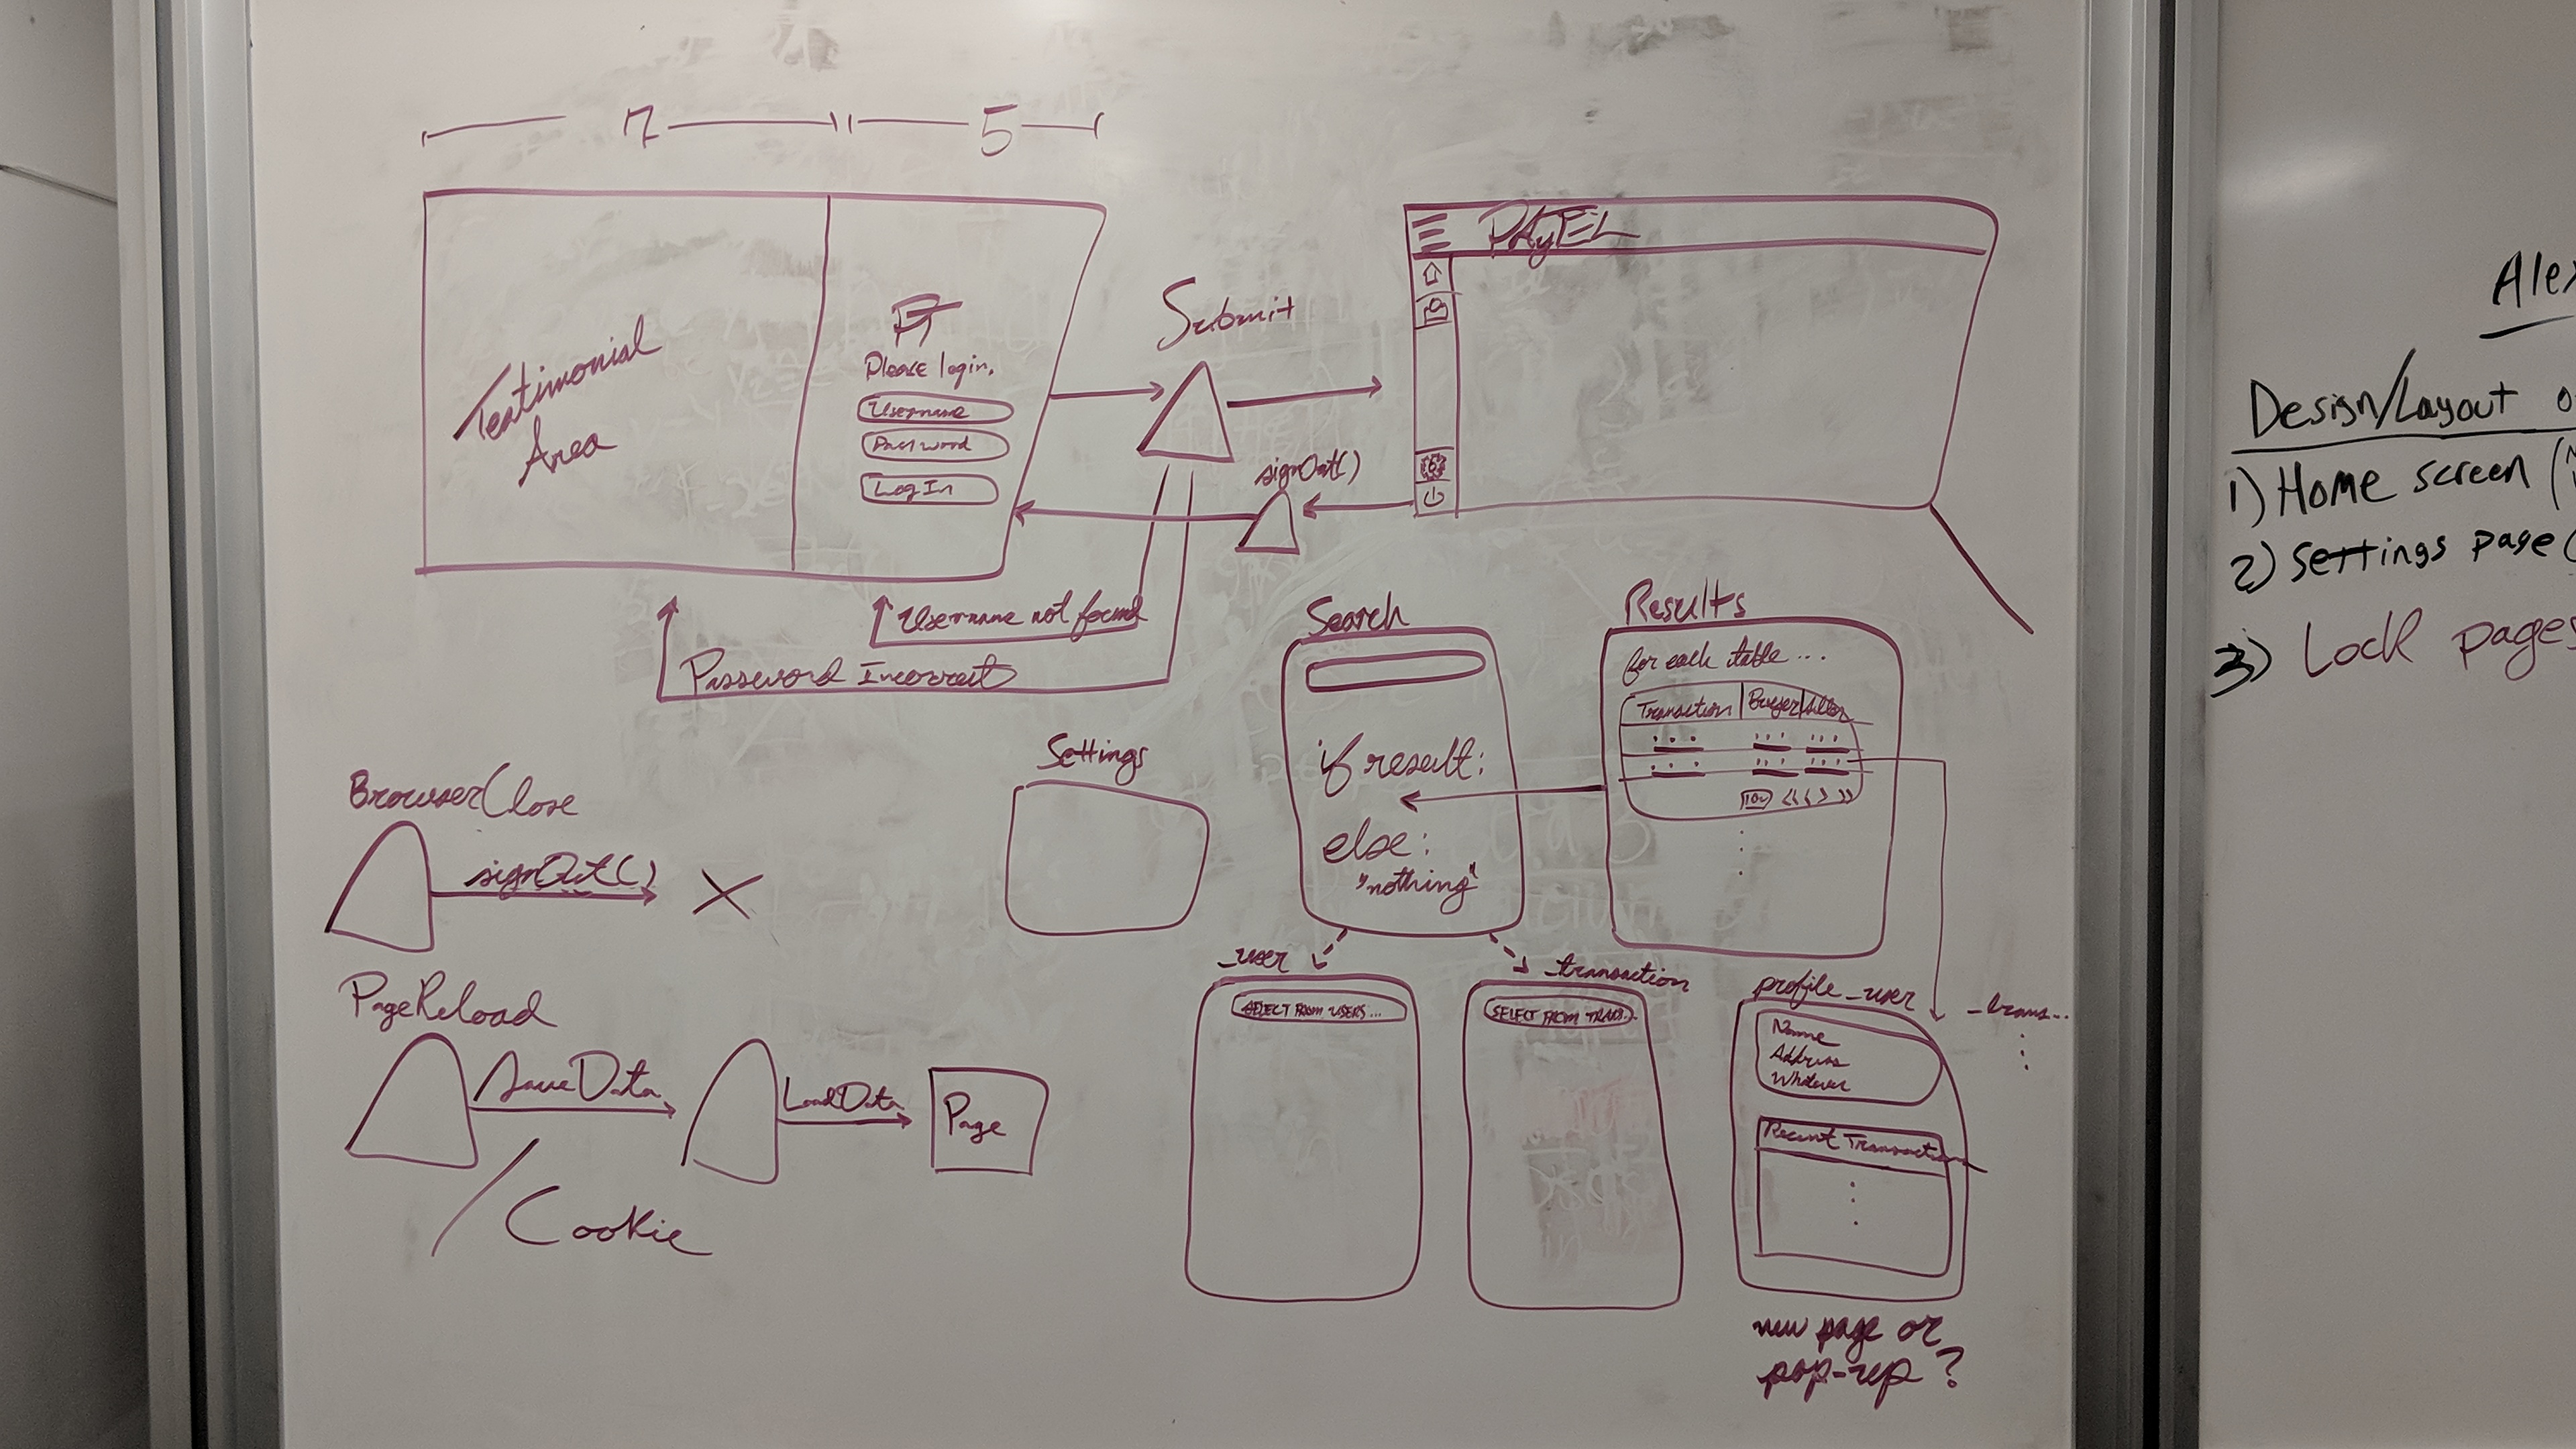 7 5
PT
Please login.
Username
Password
Log In
Testimonial
Area
Submit
signOut()
PAyTEL
Username not found
Password Incorrect
BrowserClose
signOut()
X
PageReload
SaveData
LoadData
Page
/Cookie
Settings
Search
if result:
else:
"nothing"
Results
for each table ...
Transaction Buyer Seller
10
<< < > >>
_user
SELECT FROM USERS ...
_transaction
SELECT FROM TRANS..
profile_user
Name
Address
Whatever
Recent Transactions
_trans..
new page or
pop-up?
Alex
Design/Layout o
1) Home screen (
2) Settings page (
3) Lock pages